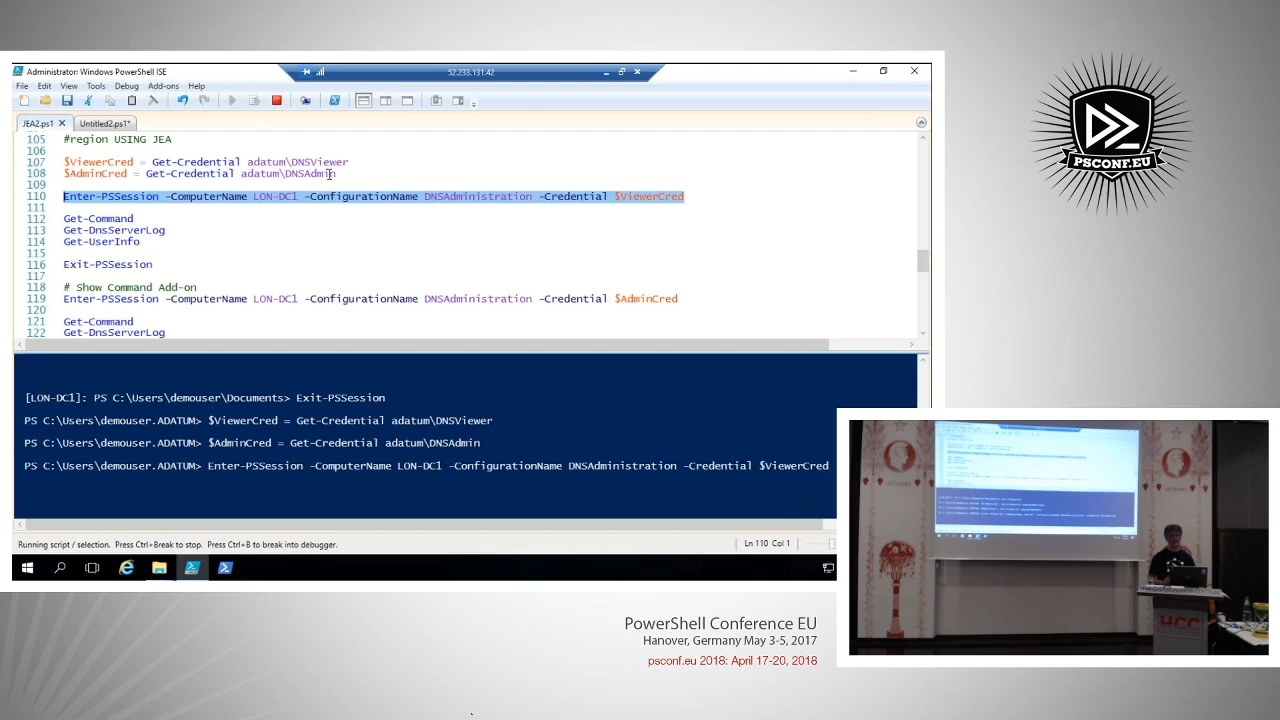 Administrator: Windows PowerShell ISE
52.233.131.42
File Edit View Tools Debug Add-ons Help
JEA2.ps1
Untitled2.ps1*
105 #region USING JEA
106
107 $ViewerCred = Get-Credential adatum\DNSViewer
108 $AdminCred = Get-Credential adatum\DNSAdmin
109
110 Enter-PSSession -ComputerName LON-DC1 -ConfigurationName DNSAdministration -Credential $ViewerCred
111
112 Get-Command
113 Get-DnsServerLog
114 Get-UserInfo
115
116 Exit-PSSession
117
118 # Show Command Add-on
119 Enter-PSSession -ComputerName LON-DC1 -ConfigurationName DNSAdministration -Credential $AdminCred
120
121 Get-Command
122 Get-DnsServerLog
[LON-DC1]: PS C:\Users\demouser\Documents> Exit-PSSession
PS C:\Users\demouser.ADATUM> $ViewerCred = Get-Credential adatum\DNSViewer
PS C:\Users\demouser.ADATUM> $AdminCred = Get-Credential adatum\DNSAdmin
PS C:\Users\demouser.ADATUM> Enter-PSSession -ComputerName LON-DC1 -ConfigurationName DNSAdministration -Credential $ViewerCred
Running script / selection. Press Ctrl+Break to stop. Press Ctrl+B to break into debugger.
Ln 110 Col 1
PSCONF.EU
HCC
PowerShell Conference EU
Hanover, Germany May 3-5, 2017
psconf.eu 2018: April 17-20, 2018